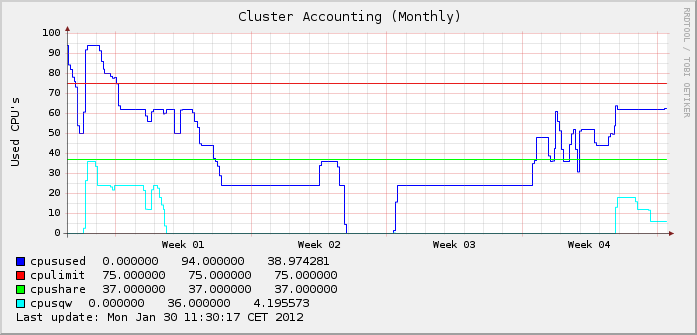 Cluster Accounting (Monthly)
RRDTOOL / TOBI OETIKER
Used CPU's
100
90
80
70
60
50
40
30
20
10
0
Week 01 Week 02 Week 03 Week 04
cpusused 0.000000 94.000000 38.974281
cpulimit 75.000000 75.000000 75.000000
cpushare 37.000000 37.000000 37.000000
cpusqw 0.000000 36.000000 4.195573
Last update: Mon Jan 30 11:30:17 CET 2012